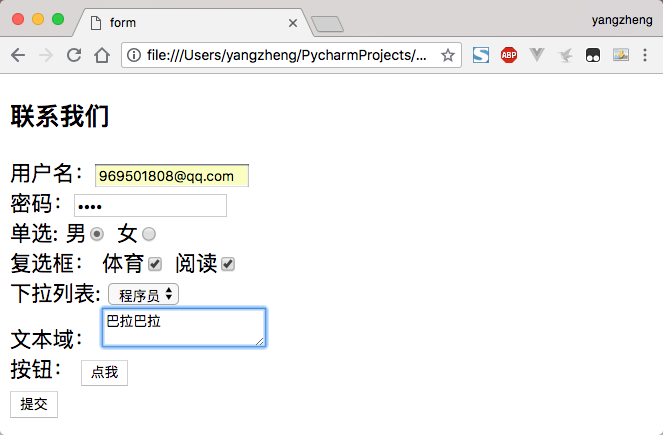 form
yangzheng
file:///Users/yangzheng/PycharmProjects/...
S ABP
联系我们
用户名： 969501808@qq.com
密码： ••••
单选: 男 女
复选框： 体育 阅读
下拉列表: 程序员
文本域： 巴拉巴拉
按钮： 点我
提交